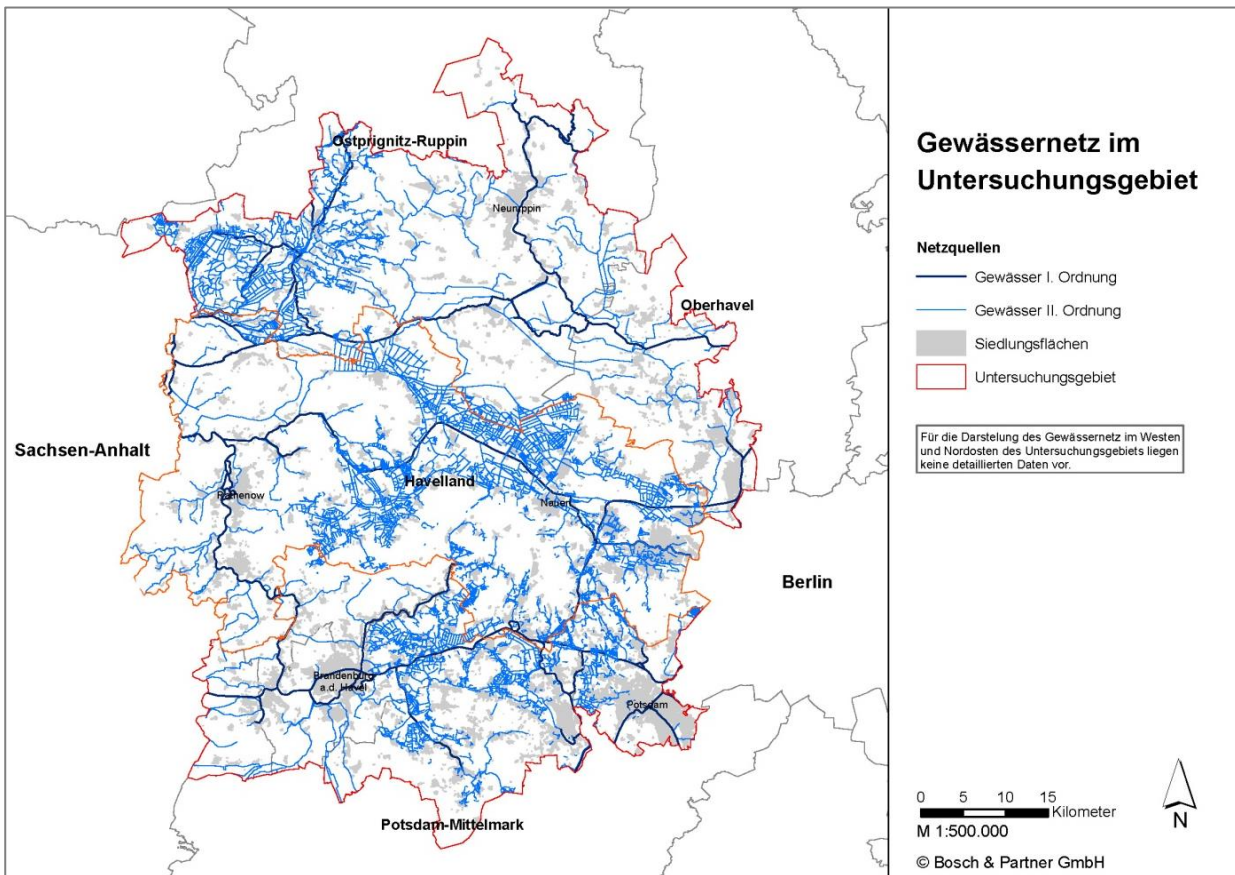 Ostprignitz-Ruppin
Neuruppin
Oberhavel
Sachsen-Anhalt
Rathenow
Havelland
Nauen
Berlin
Brandenburg
a.d. Havel
Potsdam
Potsdam-Mittelmark
Gewässernetz im
Untersuchungsgebiet
Netzquellen
Gewässer I. Ordnung
Gewässer II. Ordnung
Siedlungsflächen
Untersuchungsgebiet
Für die Darstelung des Gewässernetz im Westen
und Nordosten des Untersuchungsgebiets liegen
keine detaillierten Daten vor.
0 5 10 15
Kilometer
M 1:500.000
N
© Bosch & Partner GmbH